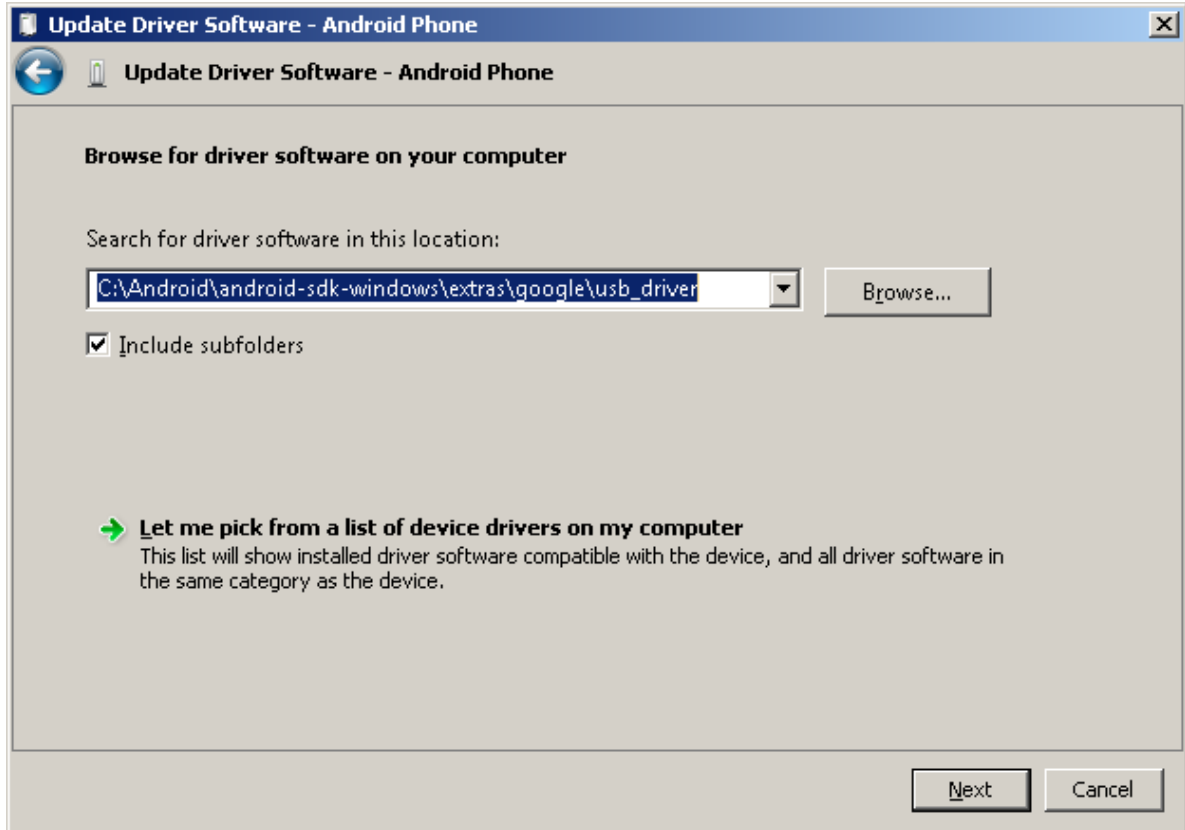 Update Driver Software - Android Phone
Update Driver Software - Android Phone
Browse for driver software on your computer
Search for driver software in this location:
C:\Android\android-sdk-windows\extras\google\usb_driver
Browse...
Include subfolders
Let me pick from a list of device drivers on my computer
This list will show installed driver software compatible with the device, and all driver software in
the same category as the device.
Next
Cancel